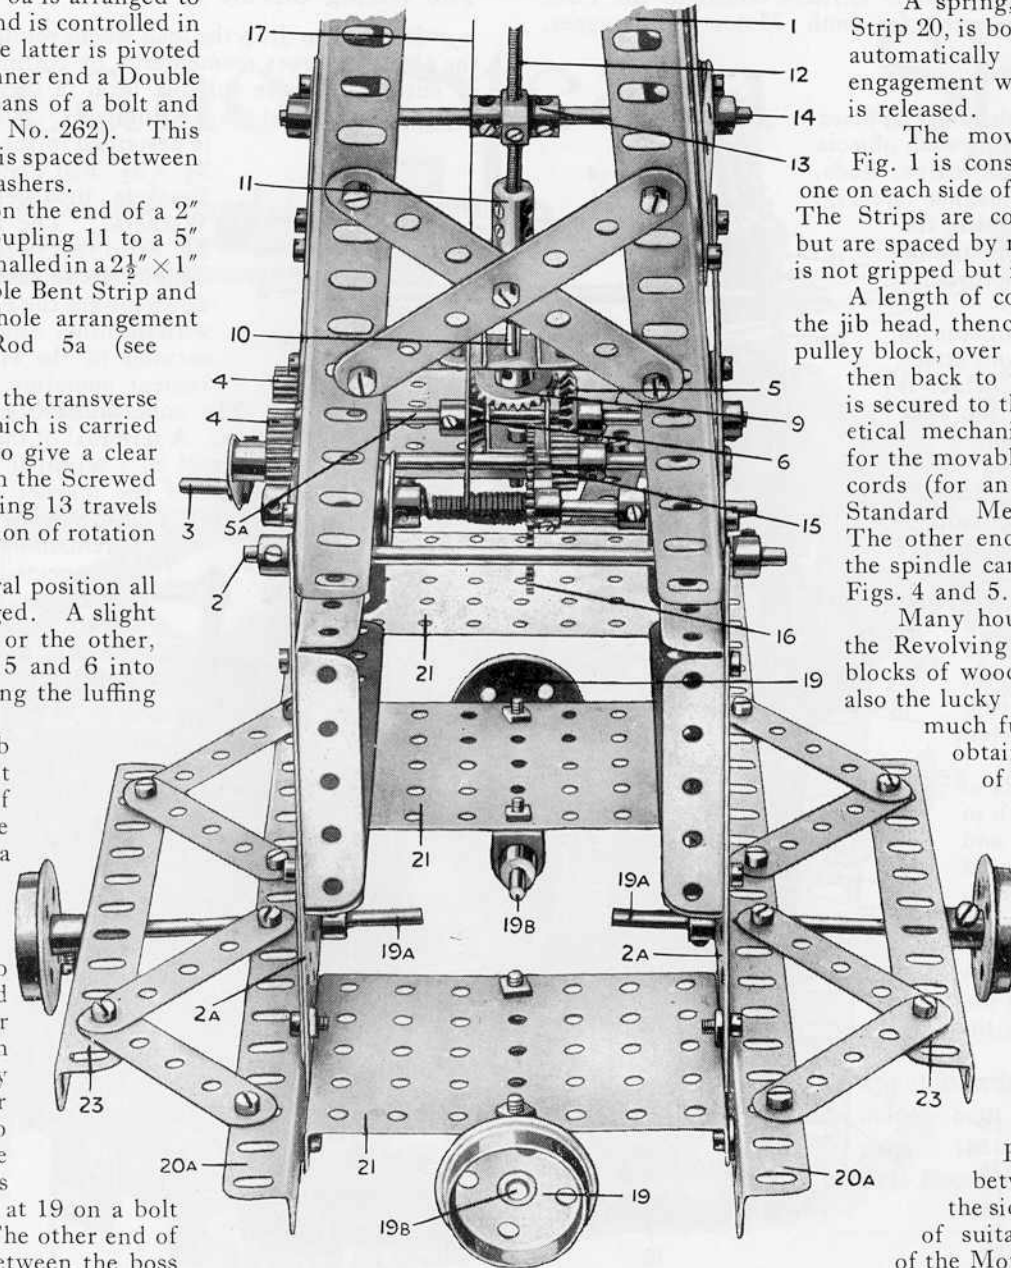 oa is arranged to
nd is controlled in
e latter is pivoted
nner end a Double
ans of a bolt and
No. 262). This
is spaced between
ashers.
on the end of a 2″
oupling 11 to a 5″
nalled in a 2½″ × 1″
ole Bent Strip and
hole arrangement
Rod 5a (see
the transverse
hich is carried
o give a clear
n the Screwed
ing 13 travels
ion of rotation
ral position all
ged. A slight
or the other,
5 and 6 into
ng the luffing
b
t
f
e
a
o
d
r
n
y
r
o
e
s
at 19 on a bolt
The other end of
etween the boss
17
1
12
14
13
11
10
4
4
5
9
6
3
5A
15
2
16
21
19
21
19A
19B
19A
2A
2A
23
23
20A
21
20A
19B
19
A spring,
Strip 20, is bo
automatically
engagement w
is released.
The mov
Fig. 1 is cons
one on each side of
The Strips are co
but are spaced by
is not gripped but
A length of co
the jib head, thenc
pulley block, over
then back to
is secured to th
etical mechani
for the movabl
cords (for an
Standard Me
The other end
the spindle car
Figs. 4 and 5.
Many hou
the Revolving
blocks of wood
also the lucky
much fu
obtai
of
betw
the sid
of suita
of the Mo